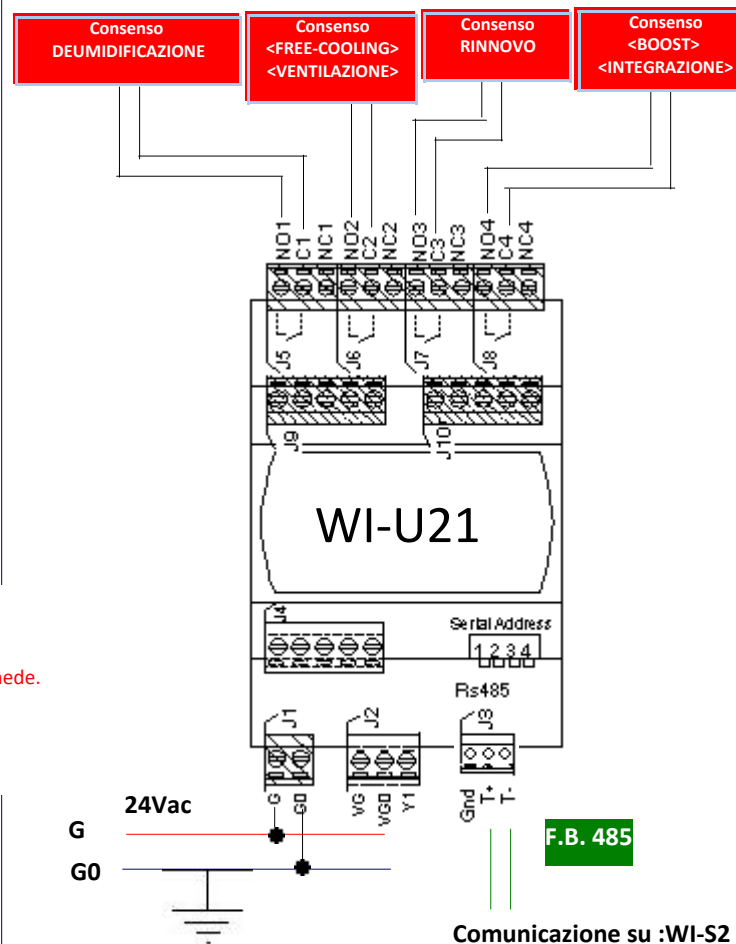 Consenso
DEUMIDIFICAZIONE
Consenso
<FREE-COOLING>
<VENTILAZIONE>
Consenso
RINNOVO
Consenso
<BOOST>
<INTEGRAZIONE>
NO1
C1
NC1
NO2
C2
NC2
NO3
C3
NC3
NO4
C4
NC4
J5
J6
J7
J8
J9
J10
WI-U21
J4
Serial Address
1 2 3 4
Rs485
J1
J2
J3
G
G0
VG
VG0
Y1
Gnd
T+
T-
24Vac
G
G0
F.B. 485
Comunicazione su :WI-S2